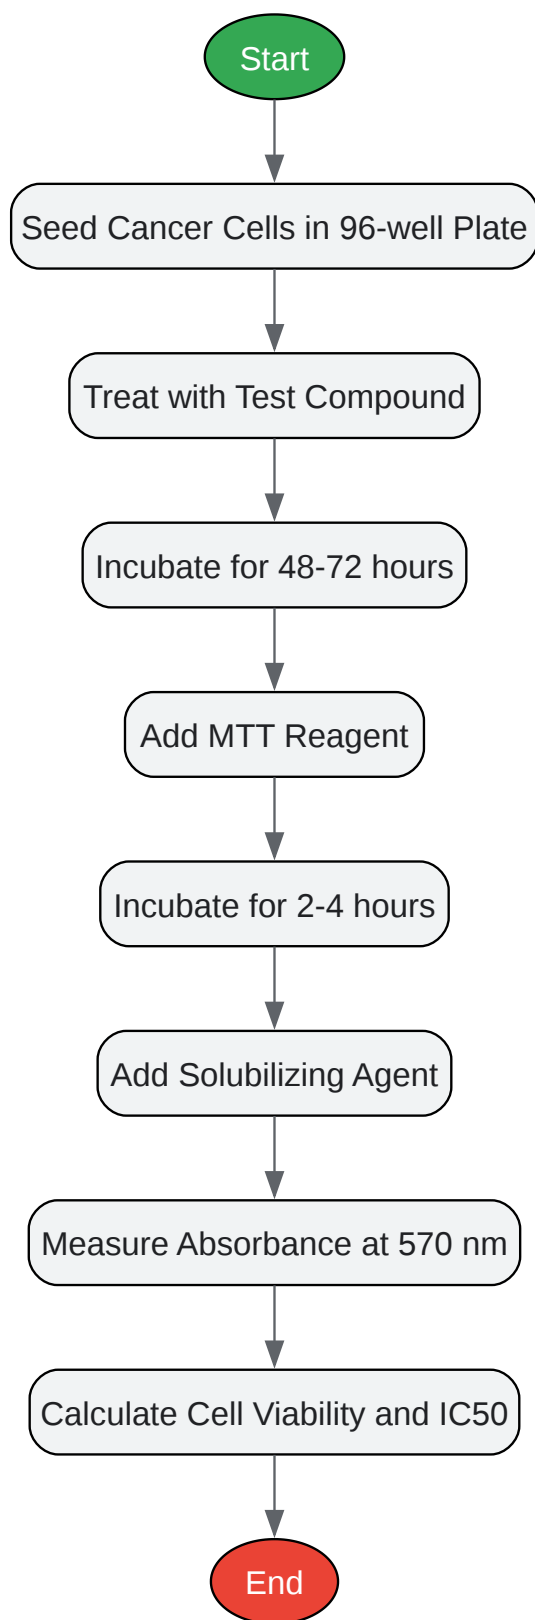 Start
Seed Cancer Cells in 96-well Plate
Treat with Test Compound
Incubate for 48-72 hours
Add MTT Reagent
Incubate for 2-4 hours
Add Solubilizing Agent
Measure Absorbance at 570 nm
Calculate Cell Viability and IC50
End